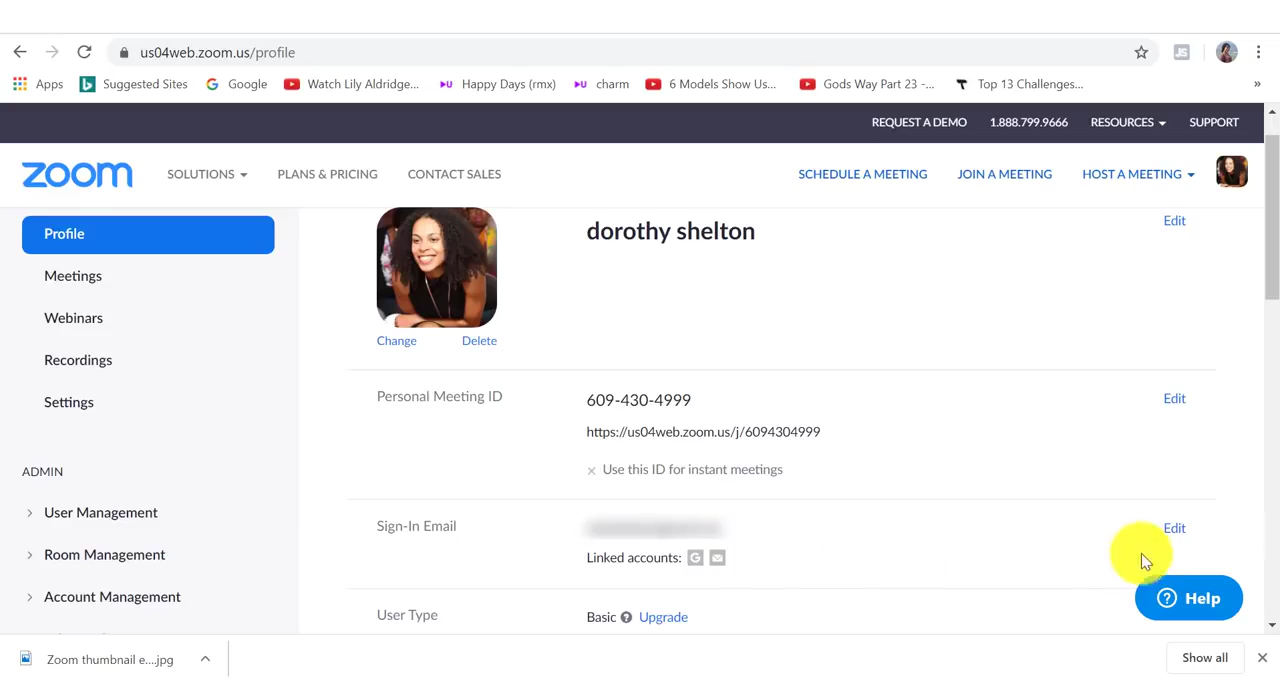 us04web.zoom.us/profile
JS
Apps
Suggested Sites
Google
Watch Lily Aldridge...
Happy Days (rmx)
charm
6 Models Show Us...
Gods Way Part 23 -...
Top 13 Challenges...
»
REQUEST A DEMO
1.888.799.9666
RESOURCES
SUPPORT
zoom
SOLUTIONS
PLANS & PRICING
CONTACT SALES
SCHEDULE A MEETING
JOIN A MEETING
HOST A MEETING
Profile
Meetings
Webinars
Recordings
Settings
ADMIN
User Management
Room Management
Account Management
dorothy shelton
Edit
Change
Delete
Personal Meeting ID
609-430-4999
Edit
https://us04web.zoom.us/j/6094304999
Use this ID for instant meetings
Sign-In Email
Edit
Linked accounts:
User Type
Basic
Upgrade
Help
Zoom thumbnail e....jpg
Show all